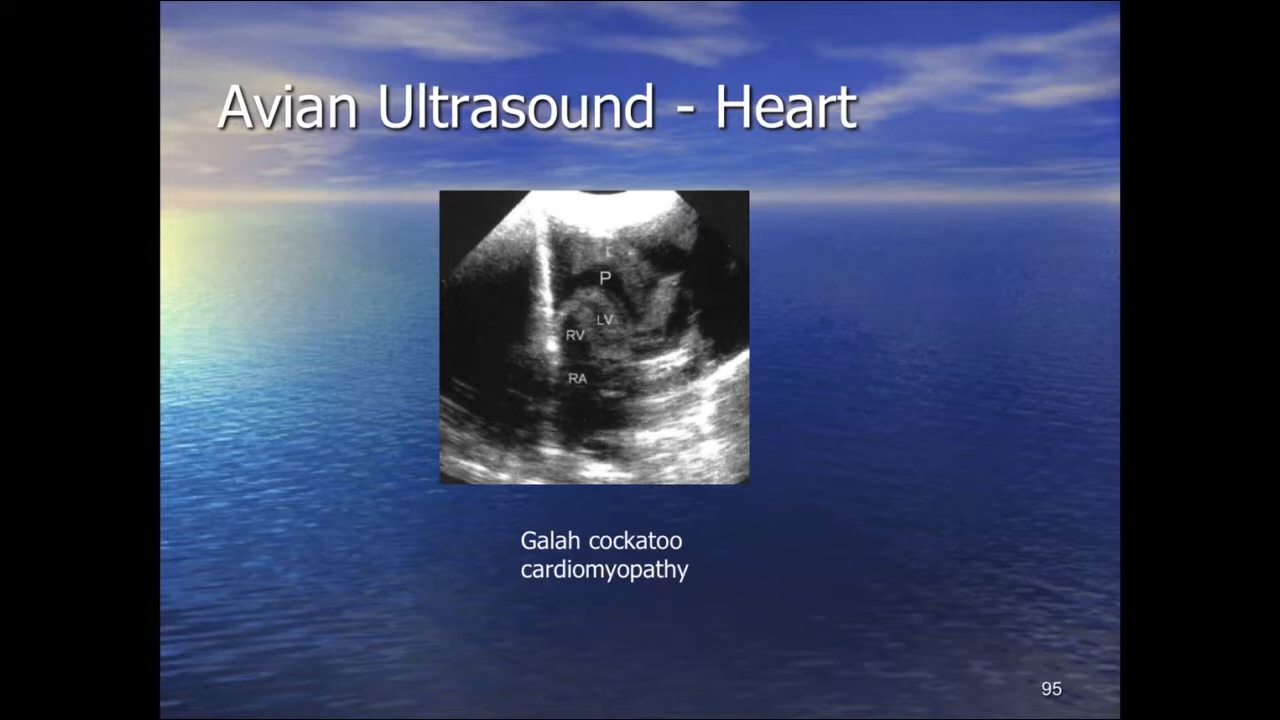 Avian Ultrasound - Heart
L
P
LV
RV
RA
Galah cockatoo
cardiomyopathy
95